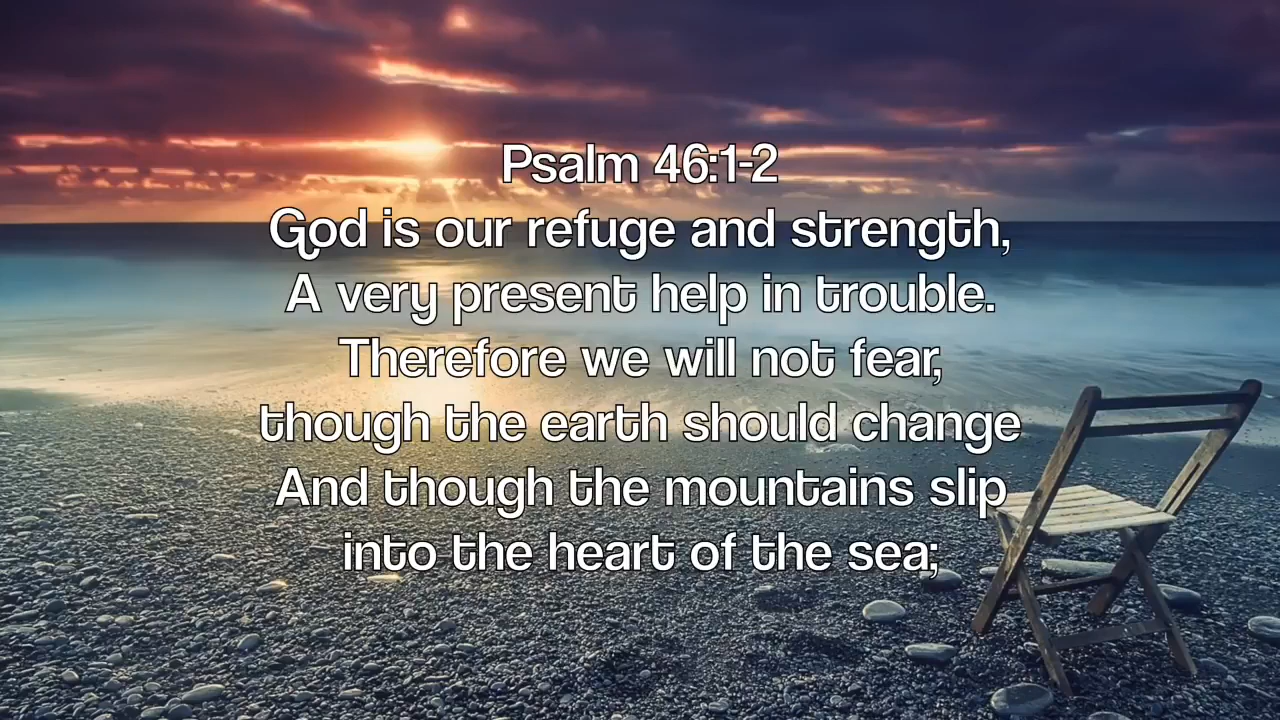 Psalm 46:1-2
God is our refuge and strength,
A very present help in trouble.
Therefore we will not fear,
though the earth should change
And though the mountains slip
into the heart of the sea;